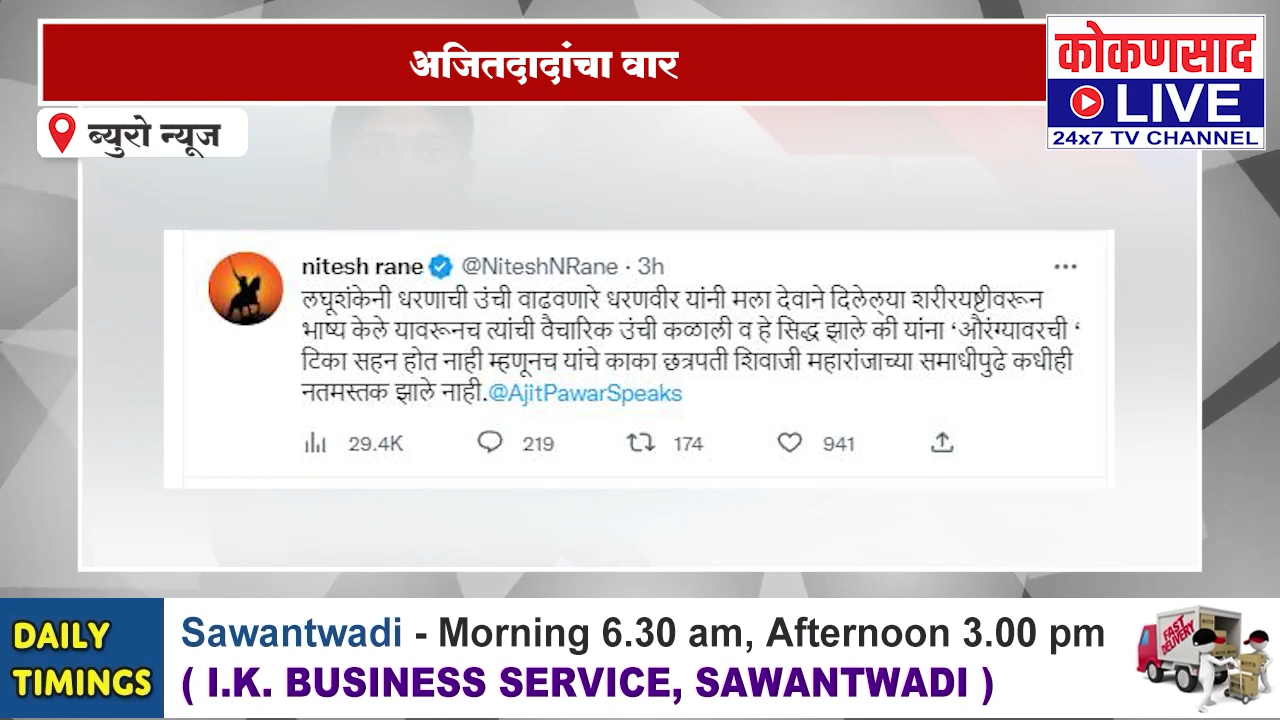 अजितदादांचा वार
कोकणसाद
LIVE
24x7 TV CHANNEL
ब्युरो न्यूज
nitesh rane @NiteshNRane · 3h
लघूशंकेनी धरणाची उंची वाढवणारे धरणवीर यांनी मला देवाने दिलेल्या शरीरयष्टीवरून
भाष्य केले यावरूनच त्यांची वैचारिक उंची कळाली व हे सिद्ध झाले की यांना ‘औरंग्यावरची ‘
टिका सहन होत नाही म्हणूनच यांचे काका छत्रपती शिवाजी महारांजाच्या समाधीपुढे कधीही
नतमस्तक झाले नाही.@AjitPawarSpeaks
29.4K 219 174 941
DAILY
TIMINGS
Sawantwadi - Morning 6.30 am, Afternoon 3.00 pm
( I.K. BUSINESS SERVICE, SAWANTWADI )
FAST
DELIVERY